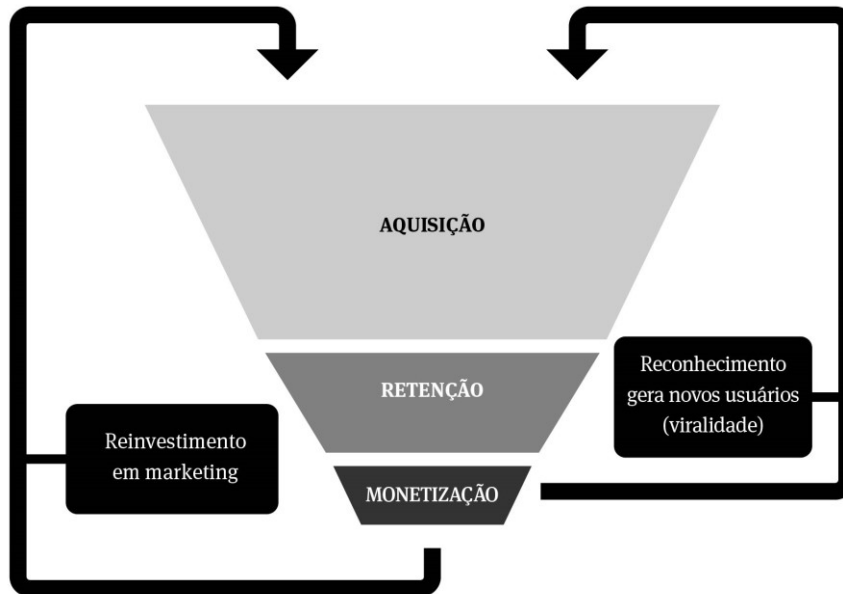 AQUISIÇÃO
RETENÇÃO
Reconhecimento
gera novos usuários
(viralidade)
Reinvestimento
em marketing
MONETIZAÇÃO